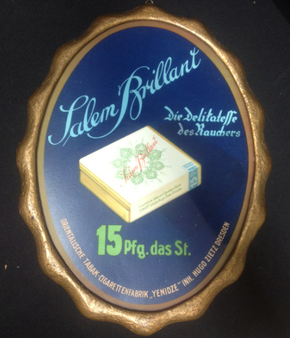 Salem Brillant
Die Delikatesse
des Rauchers
15 Pfg. das St.
ORIENTALISCHE TABAK-CIGARETTENFABRIK „YENIDZE" INH. HUGO ZIETZ DRESDEN